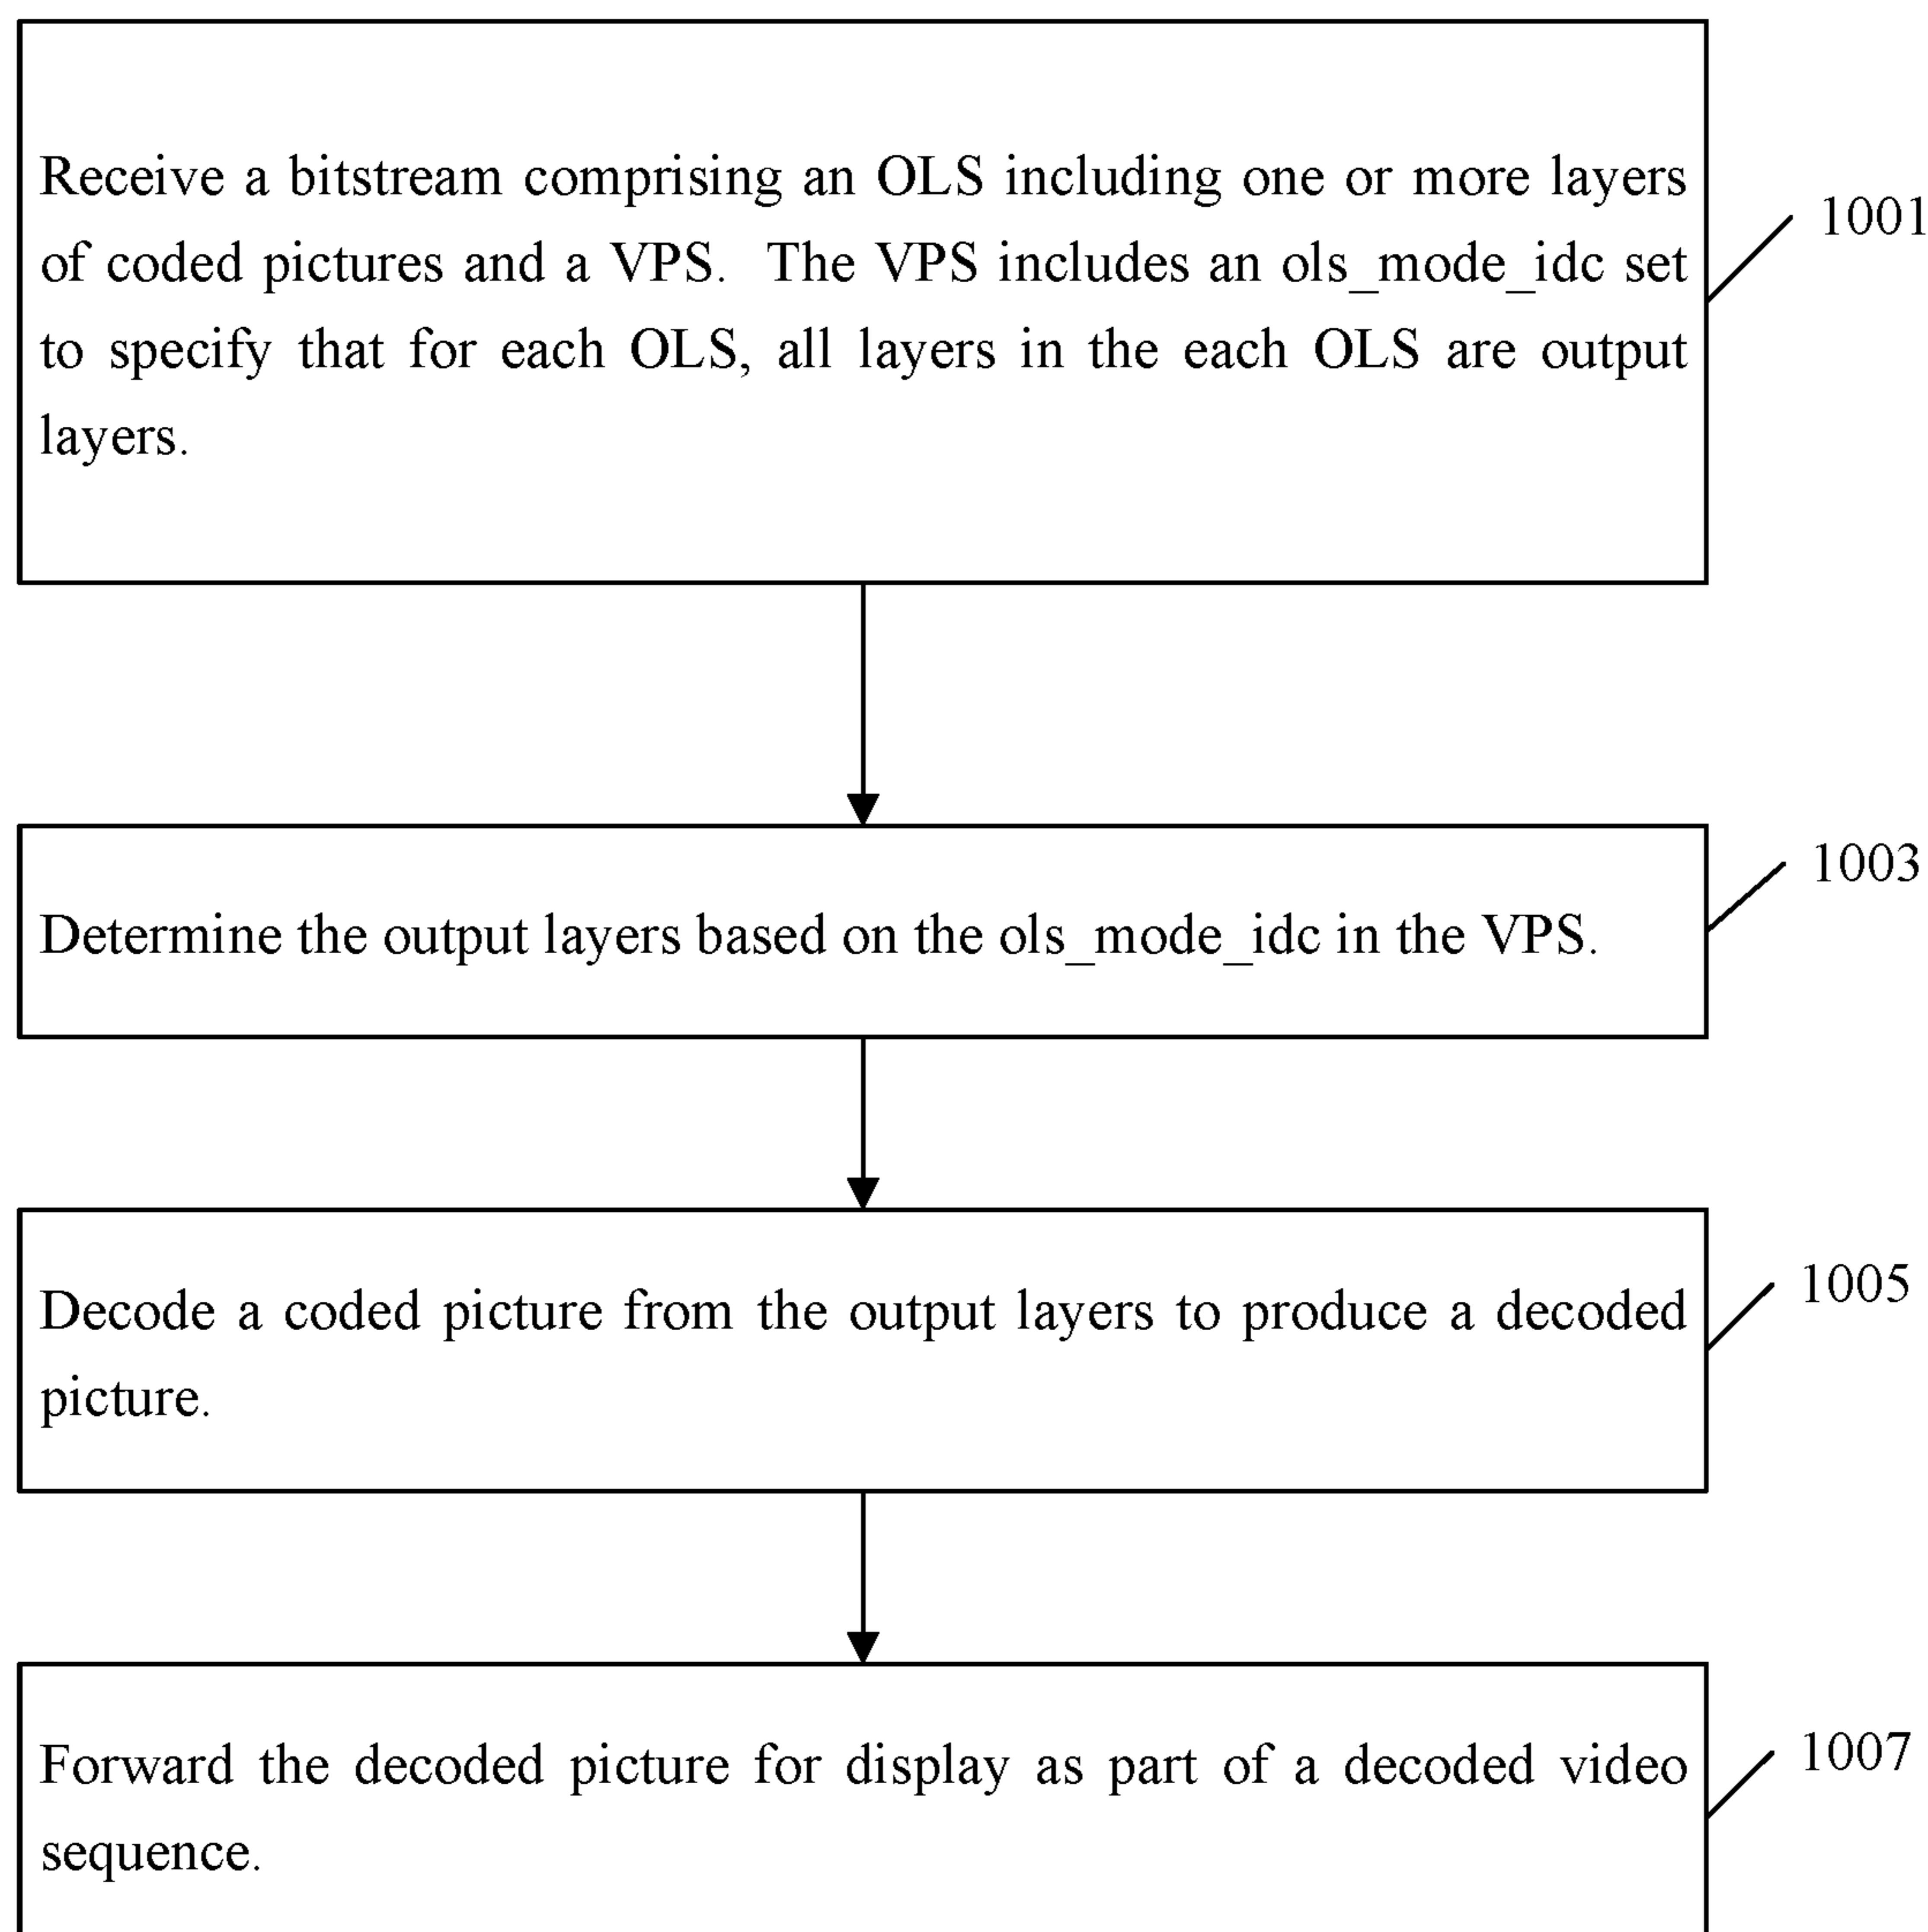 Receive a bitstream comprising an OLS including one or more layers
of coded pictures and a VPS. The VPS includes an ols_mode_idc set
to specify that for each OLS, all layers in the each OLS are output
layers.
1001
Determine the output layers based on the ols_mode_idc in the VPS.
1003
Decode a coded picture from the output layers to produce a decoded
picture.
1005
Forward the decoded picture for display as part of a decoded video
sequence.
1007